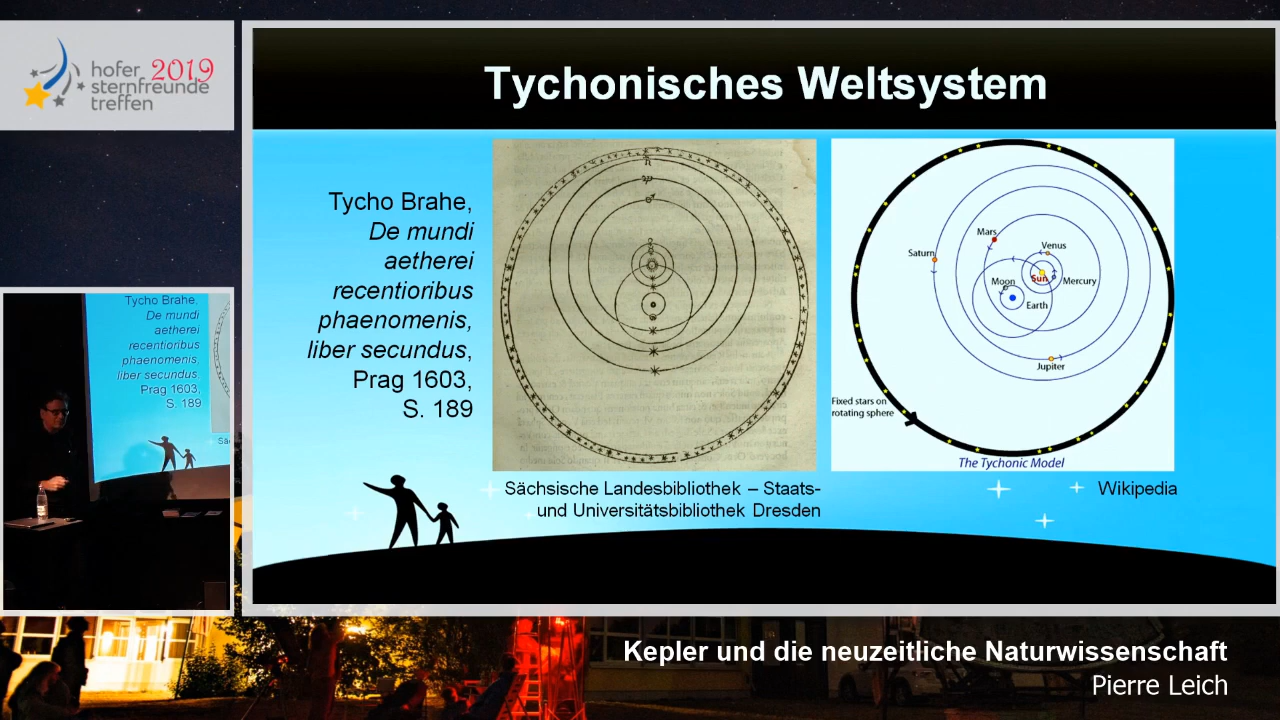 hofer 2019
sternfreunde
treffen
Tychonisches Weltsystem
Tycho Brahe,
De mundi
aetherei
recentioribus
phaenomenis,
liber secundus,
Prag 1603,
S. 189
Mars
Venus
Saturn
Moon
Sun
Mercury
Earth
Jupiter
Fixed stars on
rotating sphere
The Tychonic Model
Sächsische Landesbibliothek – Staats-
und Universitätsbibliothek Dresden
Wikipedia
Tycho Brahe,
De mundi
aetherei
recentioribus
phaenomenis,
liber secundus,
Prag 1603,
S. 189
Kepler und die neuzeitliche Naturwissenschaft
Pierre Leich